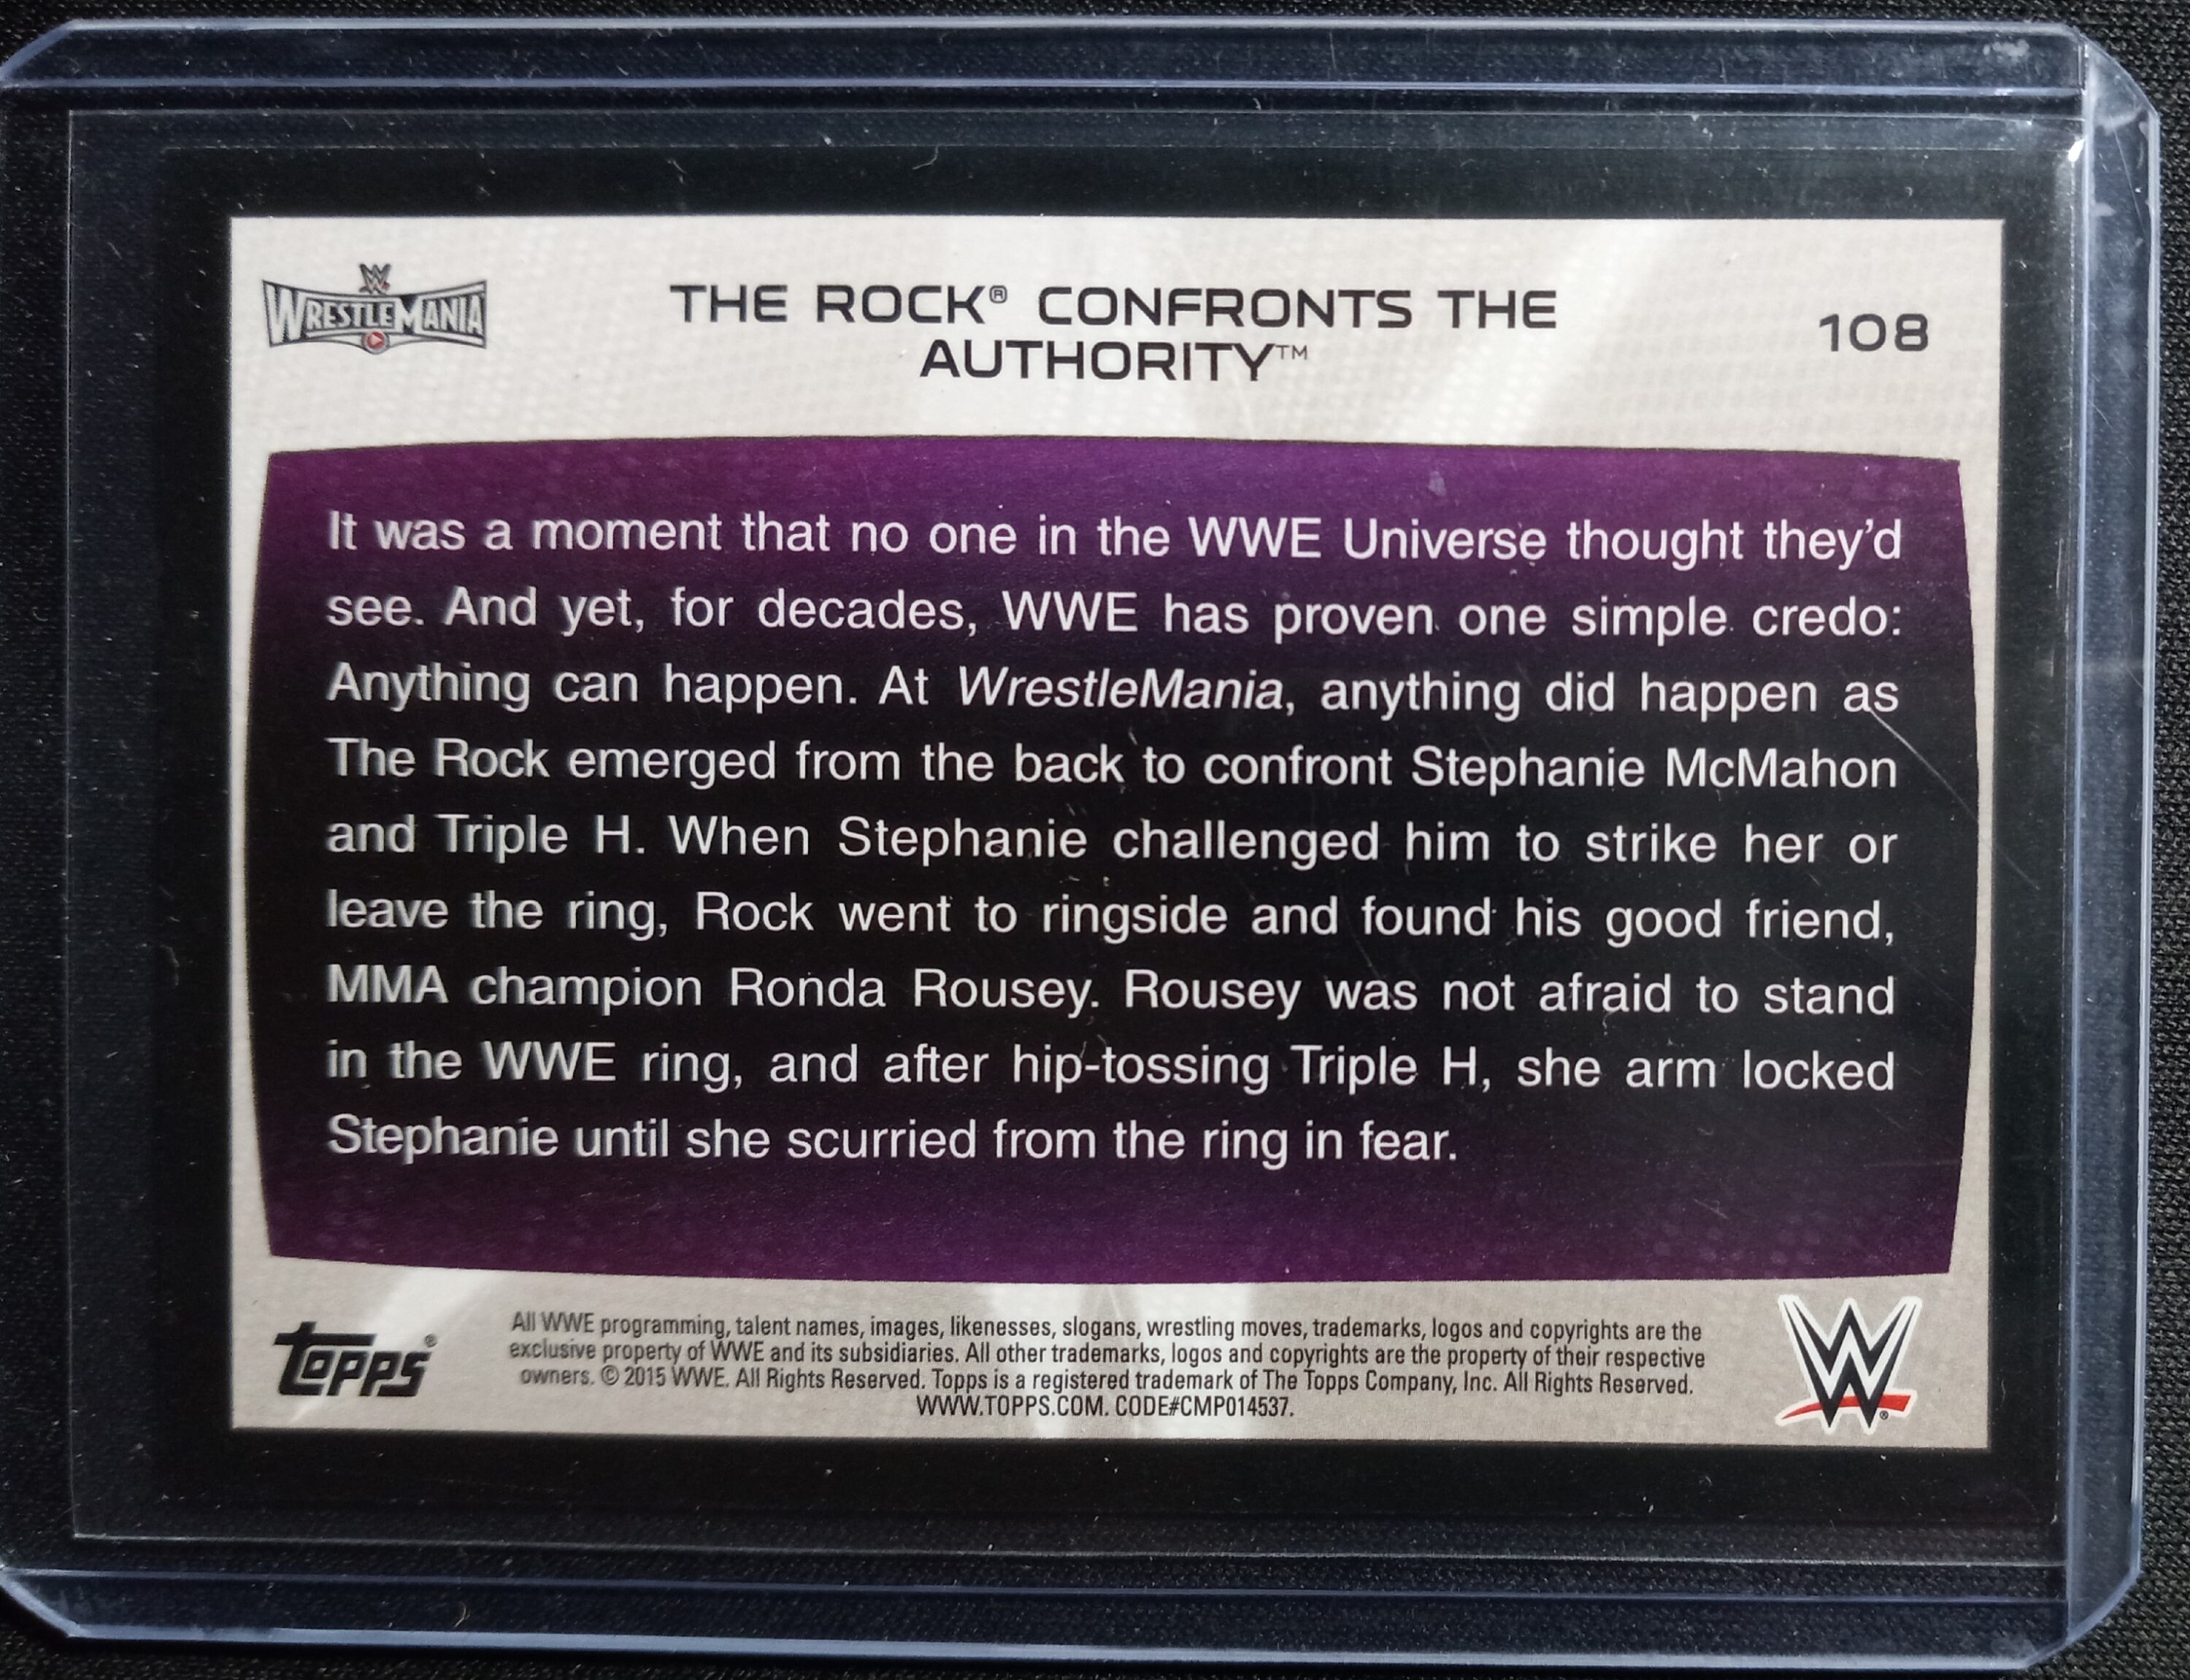 WRESTLEMANIA
THE ROCK® CONFRONTS THE
AUTHORITY™
108
It was a moment that no one in the WWE Universe thought they'd
see. And yet, for decades, WWE has proven one simple credo:
Anything can happen. At WrestleMania, anything did happen as
The Rock emerged from the back to confront Stephanie McMahon
and Triple H. When Stephanie challenged him to strike her or
leave the ring, Rock went to ringside and found his good friend,
MMA champion Ronda Rousey. Rousey was not afraid to stand
in the WWE ring, and after hip-tossing Triple H, she arm locked
Stephanie until she scurried from the ring in fear.
TOPPS®
All WWE programming, talent names, images, likenesses, slogans, wrestling moves, trademarks, logos and copyrights are the
exclusive property of WWE and its subsidiaries. All other trademarks, logos and copyrights are the property of their respective
owners. © 2015 WWE. All Rights Reserved. Topps is a registered trademark of The Topps Company, Inc. All Rights Reserved.
WWW.TOPPS.COM. CODE#CMP014537.
W®